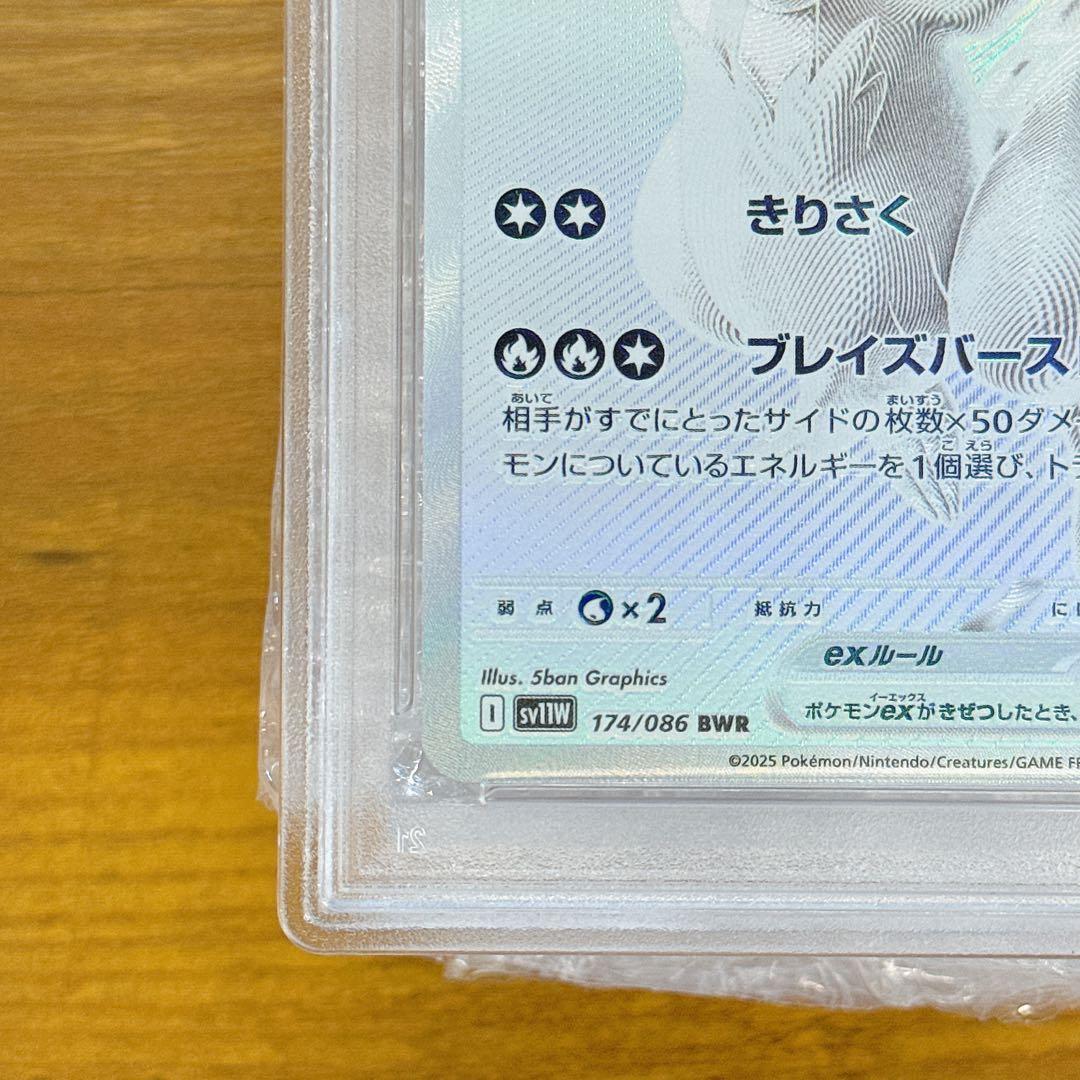 きりさく
ブレイズバース
あいて まいすう
相手がすでにとったサイドの枚数×50ダメ
こ えら
モンについているエネルギーを1個選び、ト
弱点 ×2 抵抗力 に
exルール
Illus. 5ban Graphics
イーエックス
I SV11W 174/086 BWR ポケモンexがきぜつしたとき、
©2025 Pokémon/Nintendo/Creatures/GAME FR
21